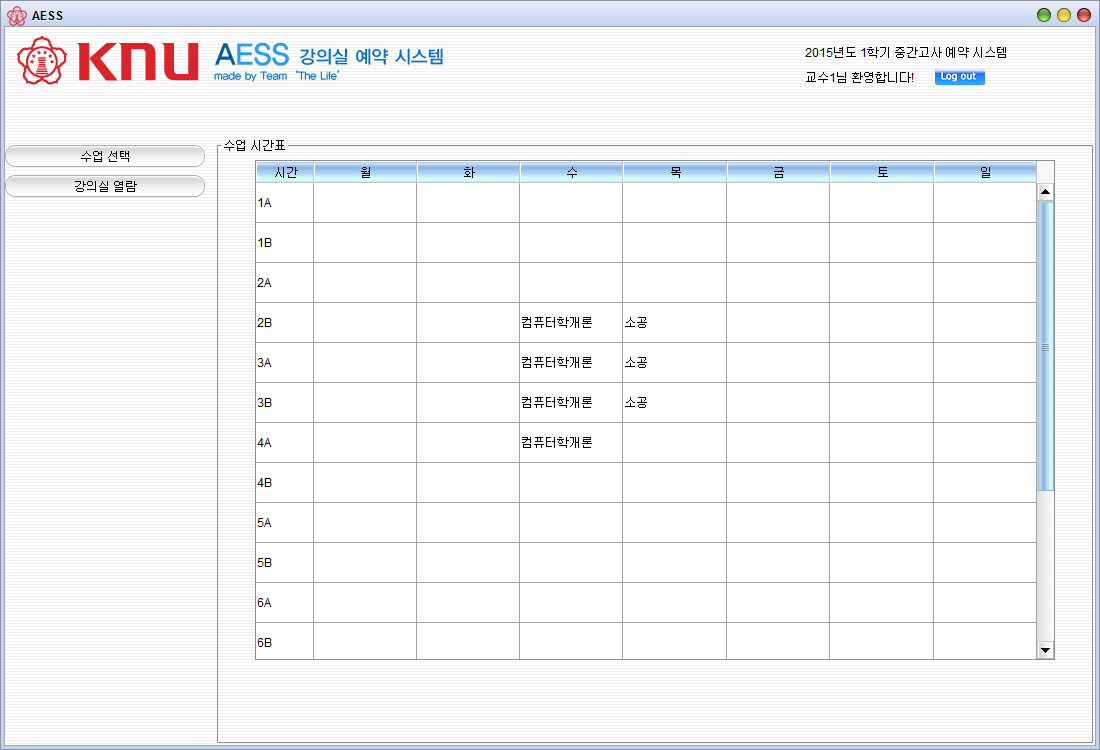 AESS
KNU
AESS 강의실 예약 시스템
made by Team 'The Life'
2015년도 1학기 중간고사 예약 시스템
교수1님 환영합니다! Log out
수업 선택
강의실 열람
수업 시간표
시간 월 화 수 목 금 토 일
1A
1B
2A
2B 컴퓨터학개론 소공
3A 컴퓨터학개론 소공
3B 컴퓨터학개론 소공
4A 컴퓨터학개론
4B
5A
5B
6A
6B